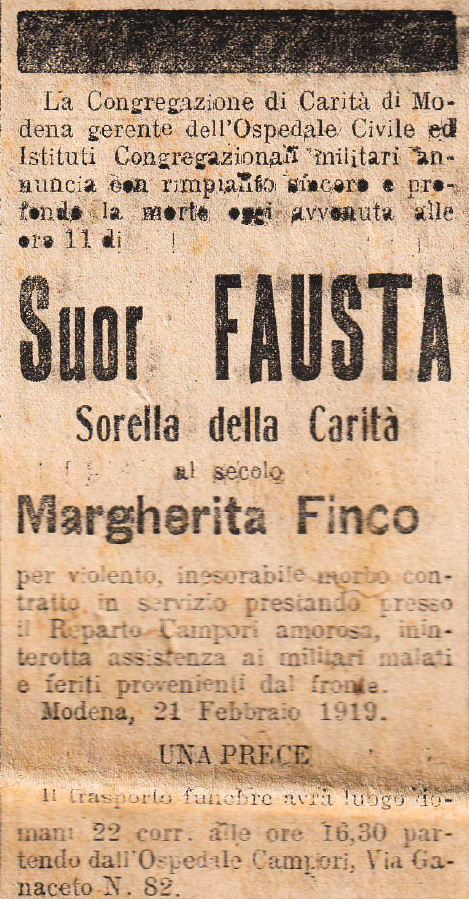 La Congregazione di Carità di Mo-
dena gerente dell'Ospedale Civile ed
Istituti Congregazionali militari an-
nuncia con rimpianto sincero e pro-
fondo la morte oggi avvenuta alle
ore 11 di
Suor FAUSTA
Sorella della Carità
al secolo
Margherita Finco
per violento, inesorabile morbo con-
tratto in servizio prestando presso
il Reparto Campori amorosa, inin-
terotta assistenza ai militari malati
e feriti provenienti dal fronte.
Modena, 21 Febbraio 1919.
UNA PRECE
Il trasporto funebre avrà luogo do-
mani 22 corr. alle ore 16,30 par-
tendo dall'Ospedale Campori, Via Ga-
naceto N. 82.